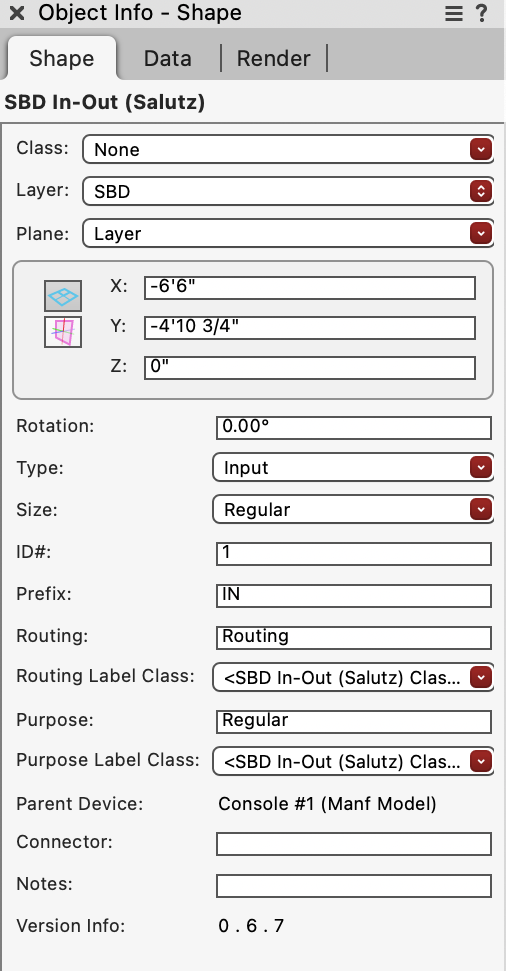 Object Info - Shape ?
Shape Data Render
SBD In-Out (Salutz)
Class: None
Layer: SBD
Plane: Layer
X: -6'6"
Y: -4'10 3/4"
Z: 0"
Rotation: 0.00°
Type: Input
Size: Regular
ID#: 1
Prefix: IN
Routing: Routing
Routing Label Class: <SBD In-Out (Salutz) Clas...
Purpose: Regular
Purpose Label Class: <SBD In-Out (Salutz) Clas...
Parent Device: Console #1 (Manf Model)
Connector:
Notes:
Version Info: 0 . 6 . 7